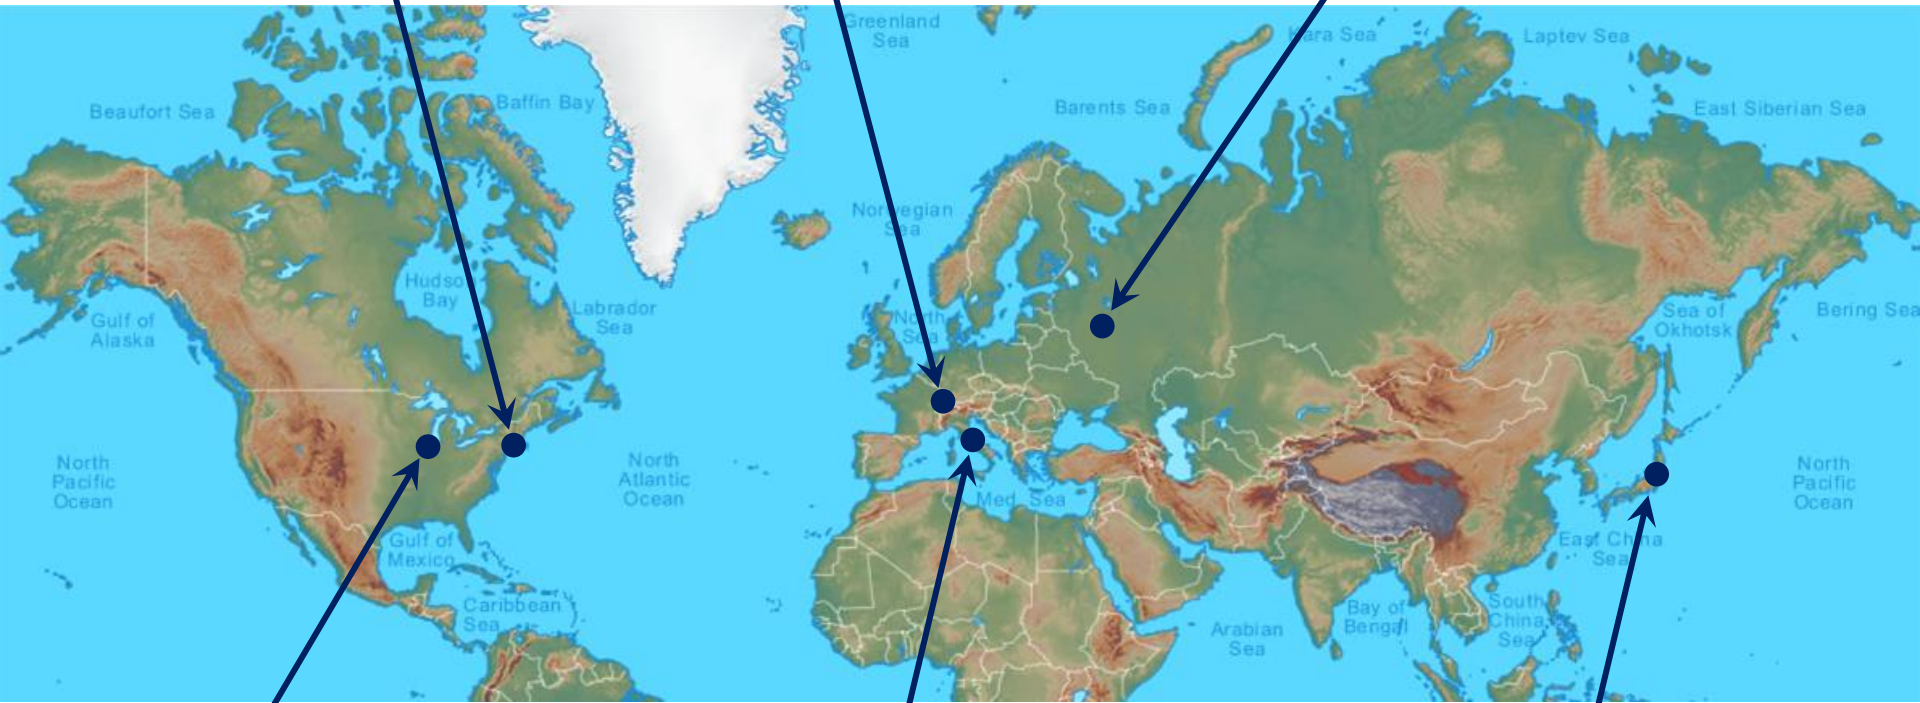 Greenland
Sea
Kara Sea
Laptev Sea
Beaufort Sea
Baffin Bay
Barents Sea
East Siberian Sea
Norwegian
Sea
Hudson
Bay
Labrador
Sea
Gulf of
Alaska
North
Sea
Sea of
Okhotsk
Bering Sea
North
Pacific
Ocean
North
Atlantic
Ocean
Med Sea
North
Pacific
Ocean
Gulf of
Mexico
East China
Sea
Caribbean
Sea
Arabian
Sea
Bay of
Bengal
South
China
Sea